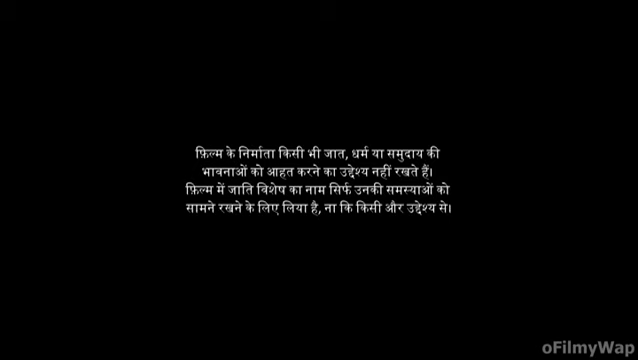 फ़िल्म के निर्माता किसी भी जात, धर्म या समुदाय की
भावनाओं को आहत करने का उद्देश्य नहीं रखते हैं।
फ़िल्म में जाति विशेष का नाम सिर्फ उनकी समस्याओं को
सामने रखने के लिए लिया है, ना कि किसी और उद्देश्य से।
oFilmyWap